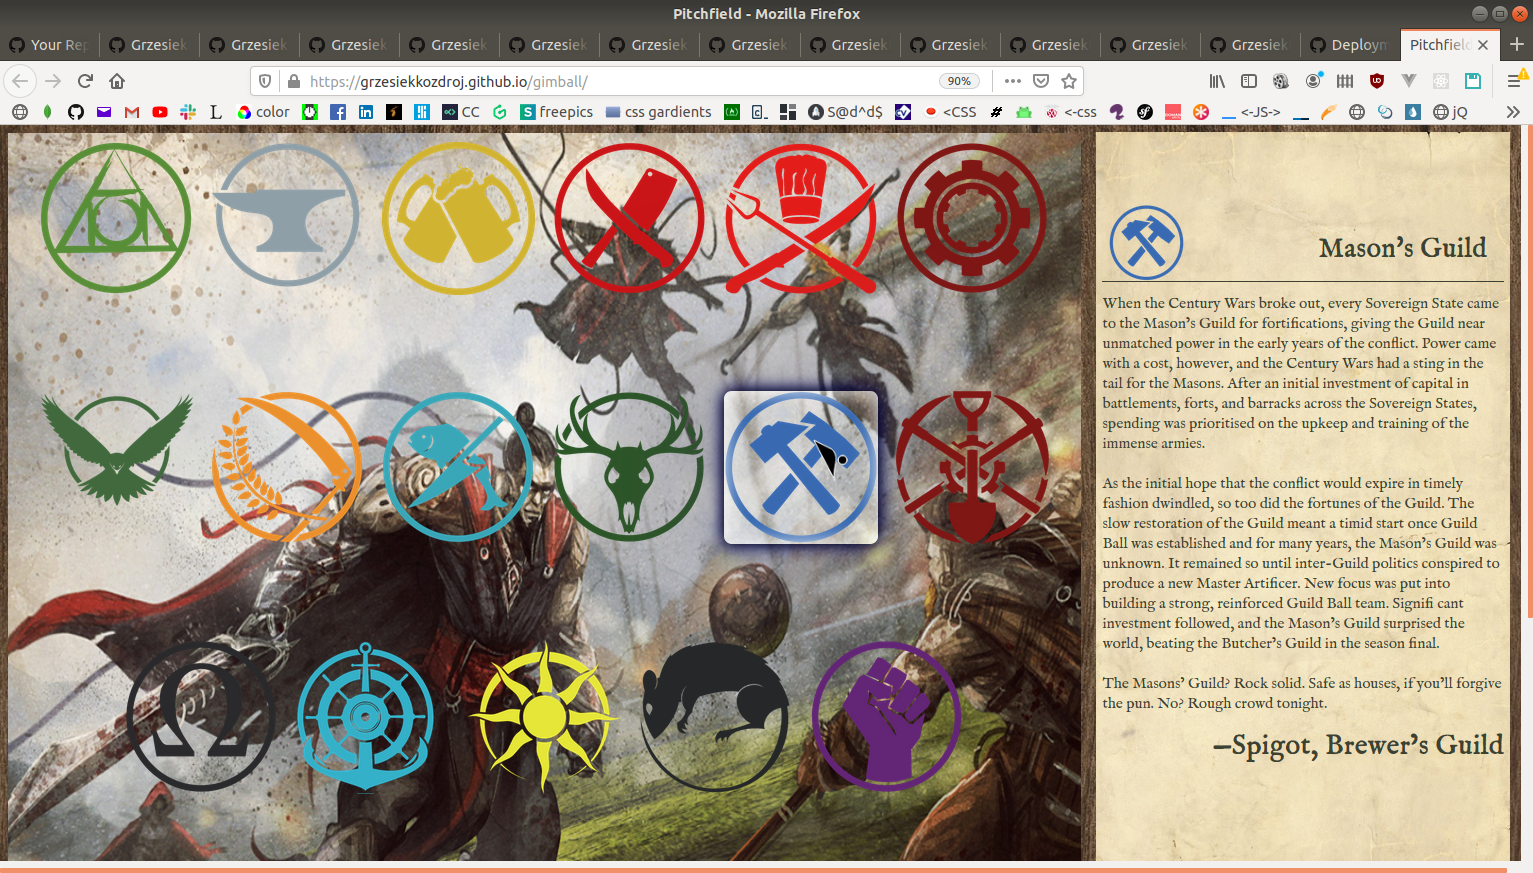 Pitchfield - Mozilla Firefox
Your Rep
Grzesiek
Grzesiek
Grzesiek
Grzesiek
Grzesiek
Grzesiek
Grzesiek
Grzesiek
Grzesiek
Grzesiek
Grzesiek
Grzesiek
Deploym
Pitchfield
https://grzesiekkozdroj.github.io/gimball/
90%
color
CC
freepics
css gardients
S@d^d$
<CSS
<-css
<-JS->
jQ
Mason's Guild
When the Century Wars broke out, every Sovereign State came
to the Mason's Guild for fortifications, giving the Guild near
unmatched power in the early years of the conflict. Power came
with a cost, however, and the Century Wars had a sting in the
tail for the Masons. After an initial investment of capital in
battlements, forts, and barracks across the Sovereign States,
spending was prioritised on the upkeep and training of the
immense armies.
As the initial hope that the conflict would expire in timely
fashion dwindled, so too did the fortunes of the Guild. The
slow restoration of the Guild meant a timid start once Guild
Ball was established and for many years, the Mason's Guild was
unknown. It remained so until inter-Guild politics conspired to
produce a new Master Artificer. New focus was put into
building a strong, reinforced Guild Ball team. Signifi cant
investment followed, and the Mason's Guild surprised the
world, beating the Butcher's Guild in the season final.
The Masons' Guild? Rock solid. Safe as houses, if you'll forgive
the pun. No? Rough crowd tonight.
—Spigot, Brewer's Guild